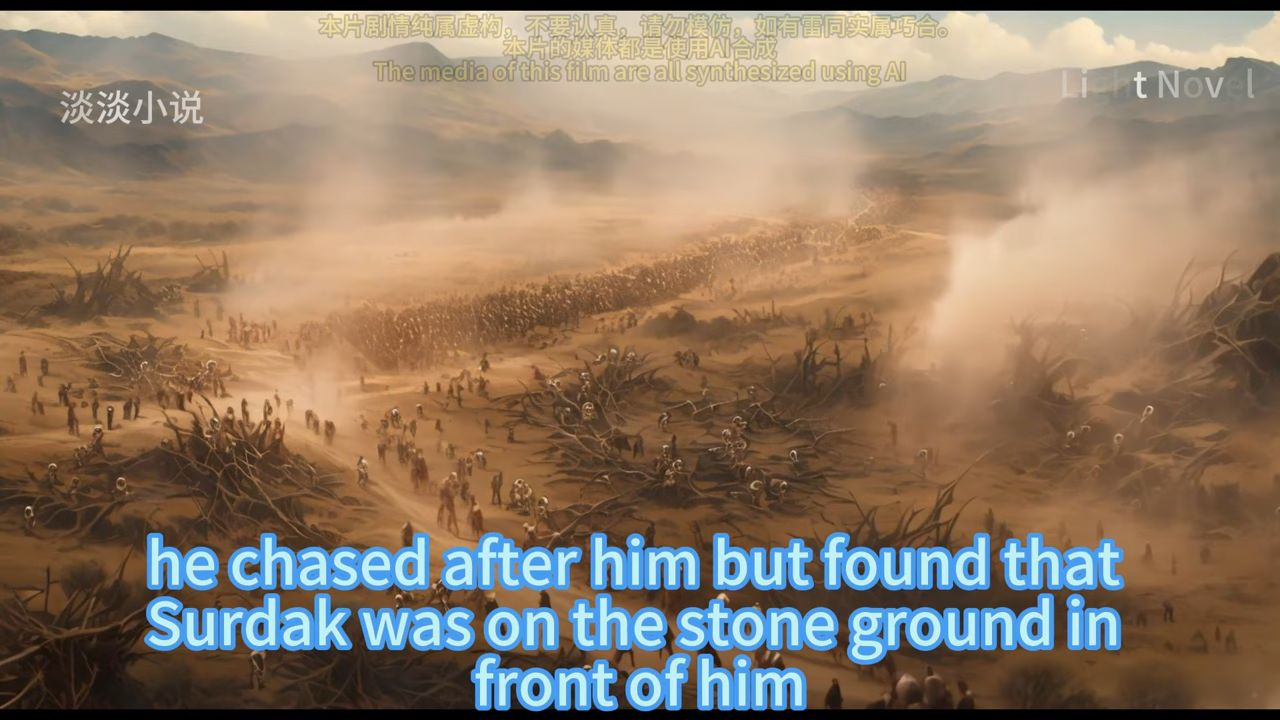 本片剧情纯属虚构，不要认真，请勿模仿，如有雷同实属巧合。
本片的媒体都是使用AI合成
The media of this film are all synthesized using AI
淡淡小说
Light Novel
he chased after him but found that
Surdak was on the stone ground in
front of him